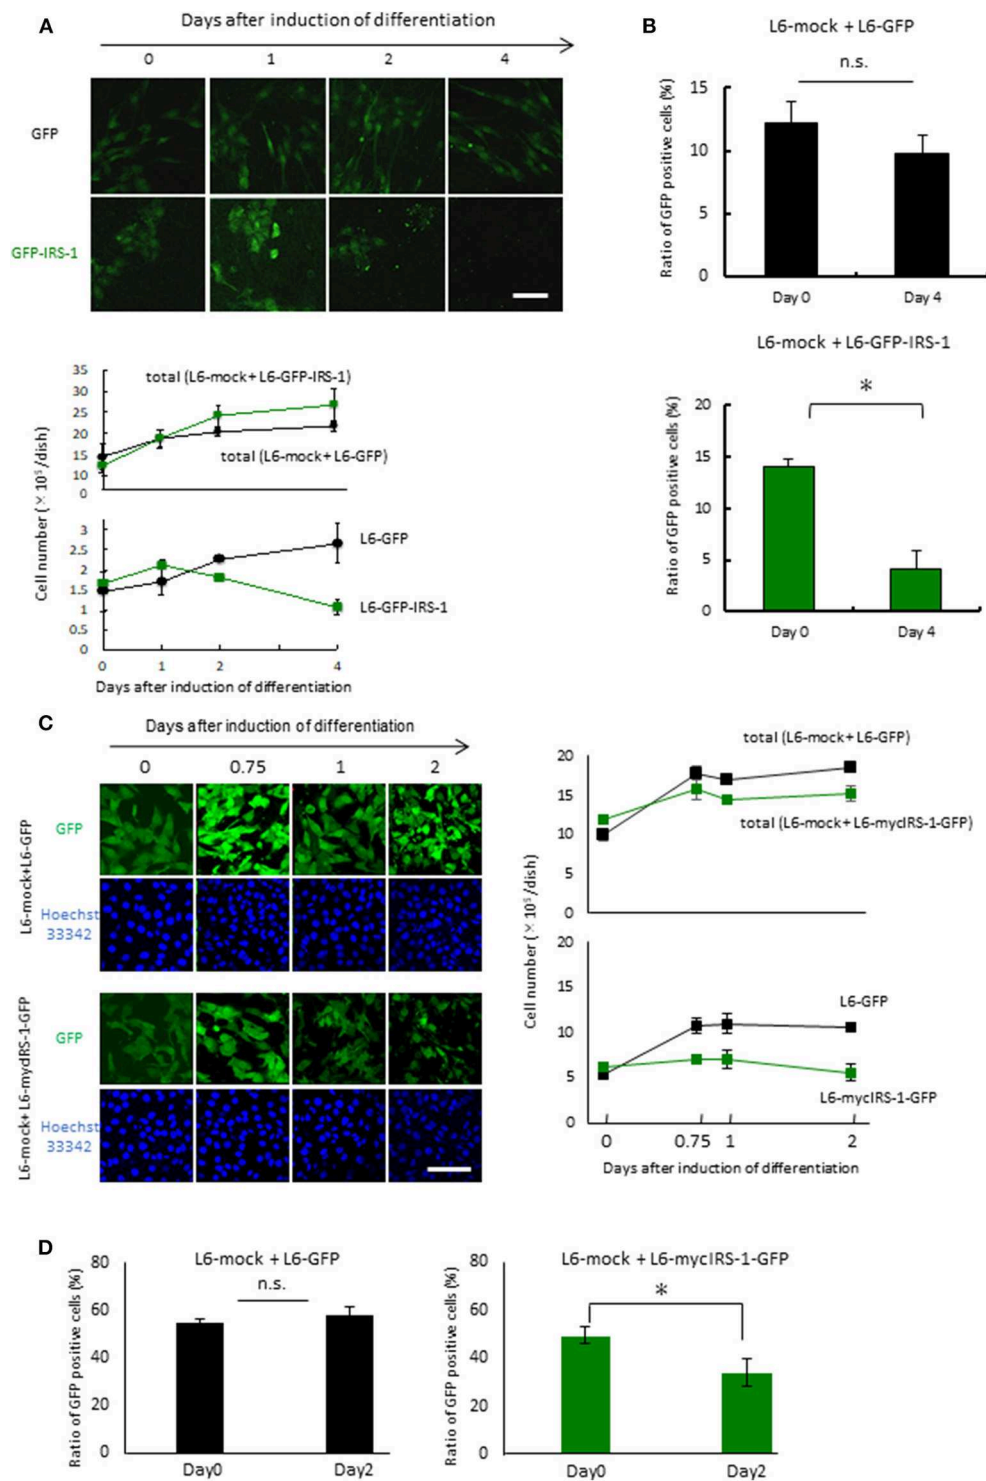 A
Days after induction of differentiation
0 1 2 4
GFP
GFP-IRS-1
35
30
25
20
15
10
0
total (L6-mock+ L6-GFP-IRS-1)
total (L6-mock+ L6-GFP)
Cell number (×10⁵/dish)
3
2.5
2
1.5
1
0.5
0
L6-GFP
L6-GFP-IRS-1
0 1 2 4
Days after induction of differentiation
B
L6-mock + L6-GFP
n.s.
Ratio of GFP positive cells (%)
15
10
5
0
Day 0 Day 4
L6-mock + L6-GFP-IRS-1
*
Ratio of GFP positive cells (%)
20
15
10
5
0
Day 0 Day 4
C
Days after induction of differentiation
0 0.75 1 2
L6-mock+L6-GFP
GFP
Hoechst
33342
L6-mock+ L6-mycIRS-1-GFP
GFP
Hoechst
33342
total (L6-mock+ L6-GFP)
20
15
10
5
0
total (L6-mock+ L6-mycIRS-1-GFP)
Cell number (×10⁵/dish)
20
15
10
5
0
L6-GFP
L6-mycIRS-1-GFP
0 0.75 1 2
Days after induction of differentiation
D
L6-mock + L6-GFP
n.s.
Ratio of GFP positive cells (%)
80
60
40
20
0
Day0 Day2
L6-mock + L6-mycIRS-1-GFP
*
Ratio of GFP positive cells (%)
80
60
40
20
0
Day0 Day2